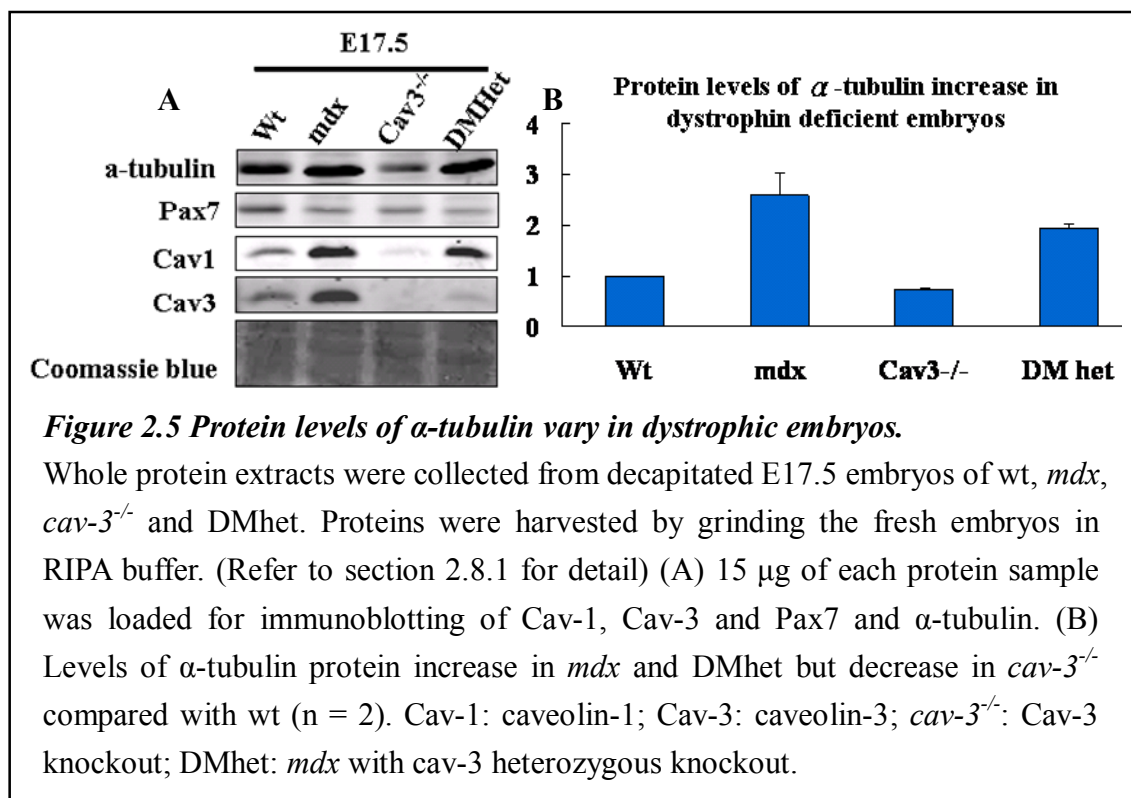 E17.5
A
Wt
mdx
Cav3-/-
DMHet
a-tubulin
Pax7
Cav1
Cav3
Coomassie blue
B
Protein levels of α -tubulin increase in
dystrophin deficient embryos
4
3
2
1
0
Wt
mdx
Cav3-/-
DM het
Figure 2.5 Protein levels of α-tubulin vary in dystrophic embryos.
Whole protein extracts were collected from decapitated E17.5 embryos of wt, mdx,
cav-3-/- and DMhet. Proteins were harvested by grinding the fresh embryos in
RIPA buffer. (Refer to section 2.8.1 for detail) (A) 15 μg of each protein sample
was loaded for immunoblotting of Cav-1, Cav-3 and Pax7 and α-tubulin. (B)
Levels of α-tubulin protein increase in mdx and DMhet but decrease in cav-3-/-
compared with wt (n = 2). Cav-1: caveolin-1; Cav-3: caveolin-3; cav-3-/-: Cav-3
knockout; DMhet: mdx with cav-3 heterozygous knockout.